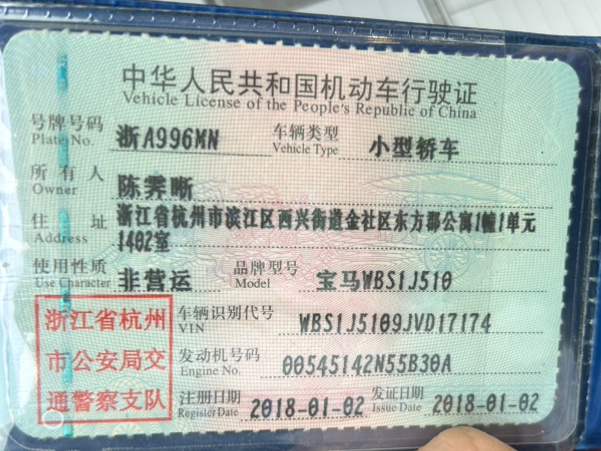 中华人民共和国机动车行驶证
Vehicle License of the People's Republic of China
号牌号码 浙A996MN 车辆类型 小型轿车
Plate No. Vehicle Type
所有人 陈霁晰
Owner
住址 浙江省杭州市滨江区西兴街道金社区东方郡公寓1幢1单元
Address 1402室
使用性质 非营运 品牌型号 宝马WBS1J510
Use Character Model
浙江省杭州 车辆识别代号 WBS1J5109JVD17174
VIN
市公安局交 发动机号码 00545142N55B30A
Engine No.
通警察支队 注册日期 2018-01-02 发证日期 2018-01-02
Register Date Issue Date